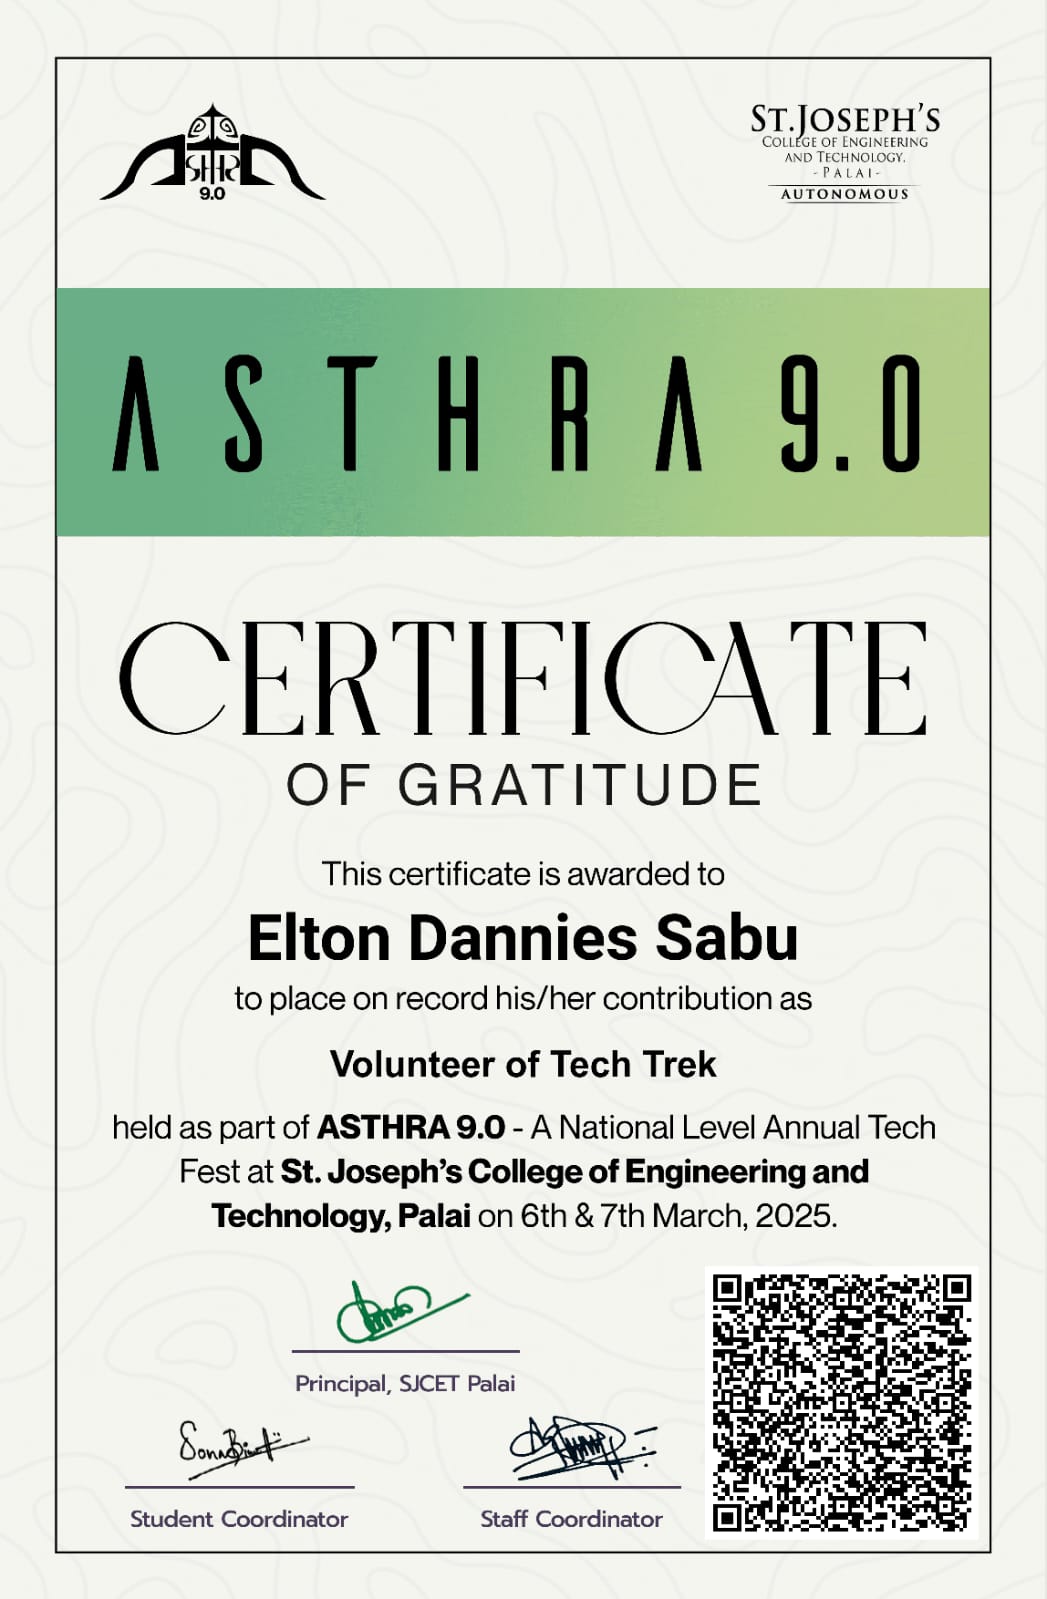 ASTHRA
9.0
ST.JOSEPH'S
COLLEGE OF ENGINEERING
AND TECHNOLOGY,
- PALAI -
AUTONOMOUS
ASTHRA 9.0
CERTIFICATE
OF GRATITUDE
This certificate is awarded to
Elton Dannies Sabu
to place on record his/her contribution as
Volunteer of Tech Trek
held as part of ASTHRA 9.0 - A National Level Annual Tech
Fest at St. Joseph's College of Engineering and
Technology, Palai on 6th & 7th March, 2025.
Principal, SJCET Palai
Student Coordinator
Staff Coordinator